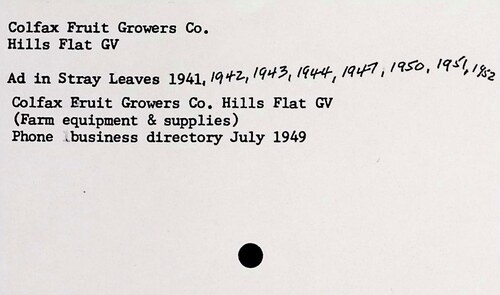 Colfax Fruit Growers Co.
Hills Flat GV
Ad in Stray Leaves 1941, 1942, 1943, 1944, 1947, 1950, 1951, 1952
Colfax Fruit Growers Co. Hills Flat GV
(Farm equipment & supplies)
Phone business directory July 1949